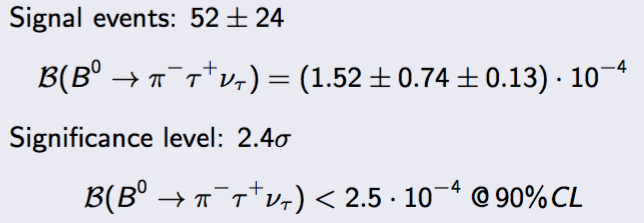 Signal events: 52 ± 24
ℬ(B⁰ → π⁻τ⁺ν_τ) = (1.52 ± 0.74 ± 0.13) · 10⁻⁴
Significance level: 2.4σ
ℬ(B⁰ → π⁻τ⁺ν_τ) < 2.5 · 10⁻⁴ @ 90% CL